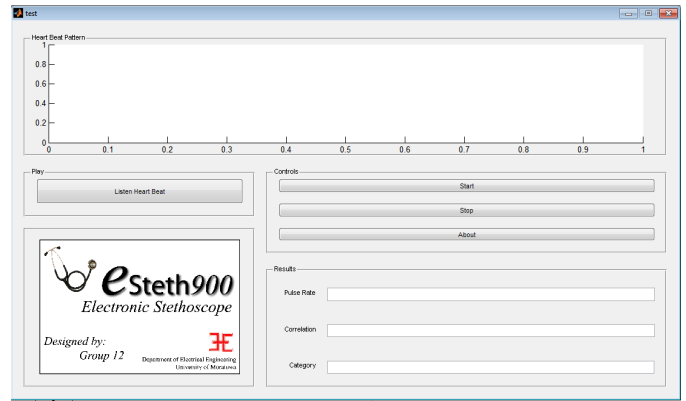 test
Heart Beat Pattern
1
0.8
0.6
0.4
0.2
0
0 0.1 0.2 0.3 0.4 0.5 0.6 0.7 0.8 0.9 1
Play
Listen Heart Beat
Controls
Start
Stop
About
eSteth900
Electronic Stethoscope
Designed by:
Group 12
Department of Electrical Engineering
University of Moratuwa
Results
Pulse Rate
Correlation
Category